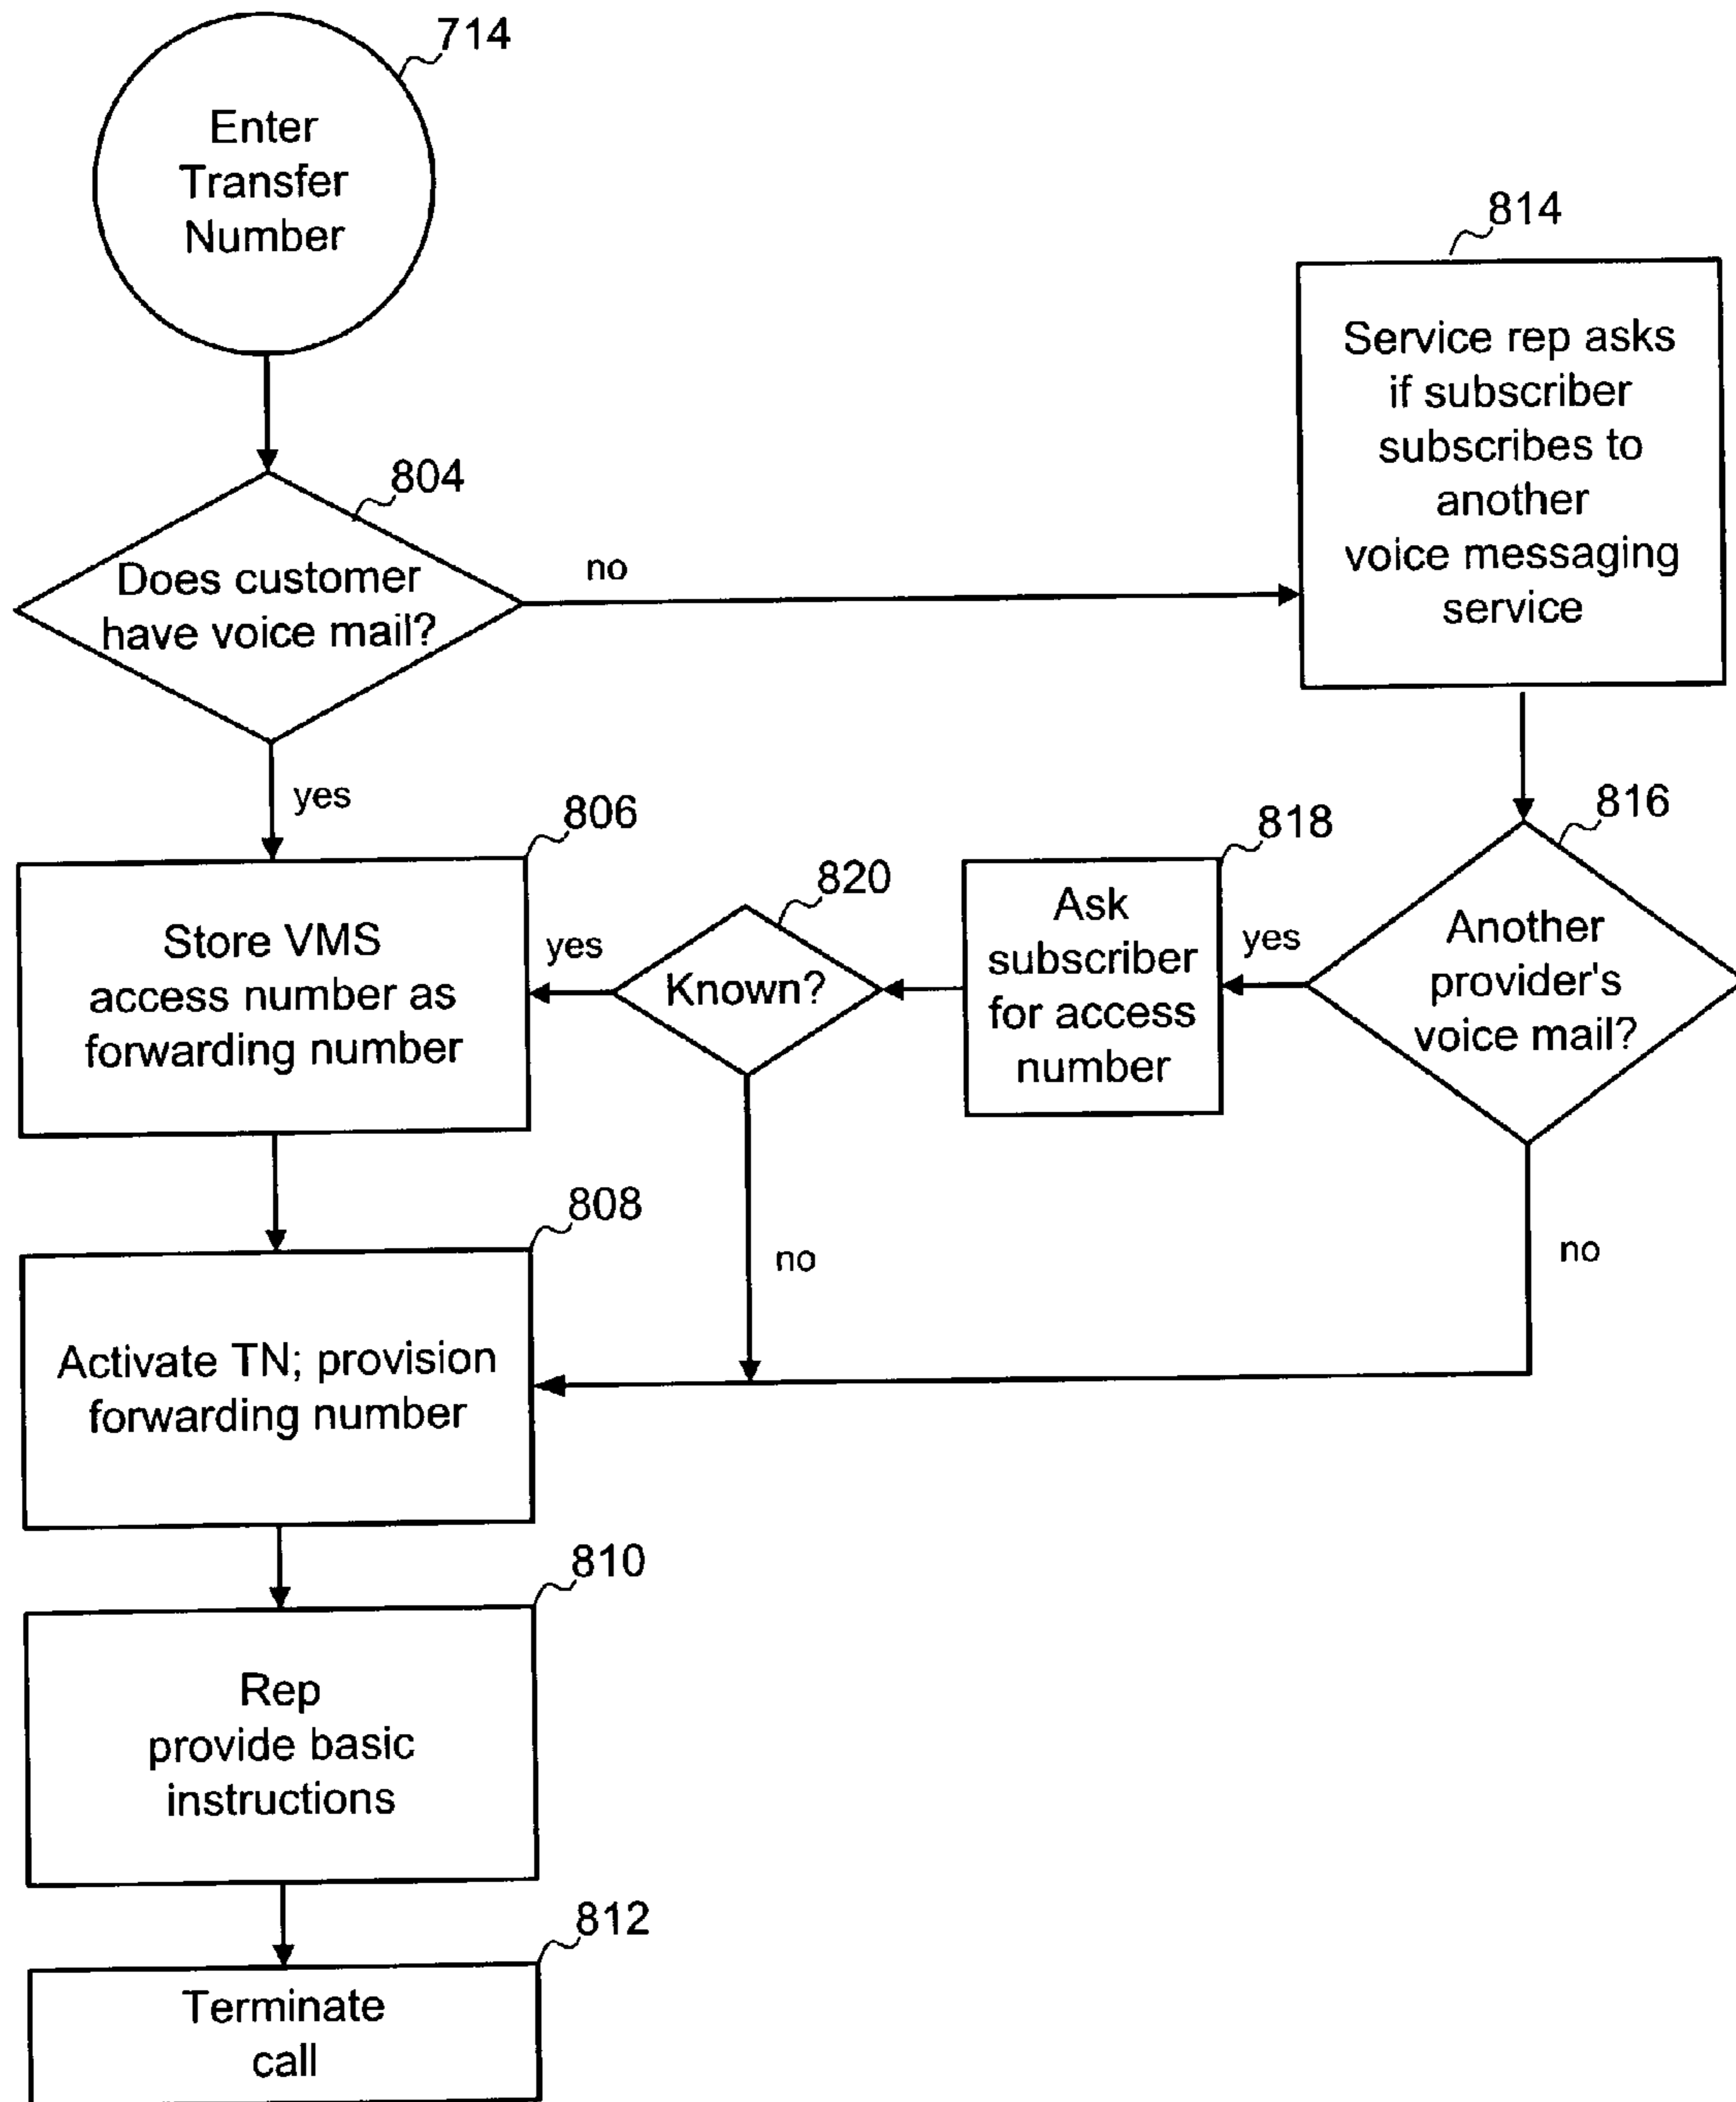 714
Enter
Transfer
Number
804
Does customer
have voice mail?
no
yes
814
Service rep asks
if subscriber
subscribes to
another
voice messaging
service
816
Another
provider's
voice mail?
yes
no
818
Ask
subscriber
for access
number
820
Known?
yes
no
806
Store VMS
access number as
forwarding number
808
Activate TN; provision
forwarding number
810
Rep
provide basic
instructions
812
Terminate
call